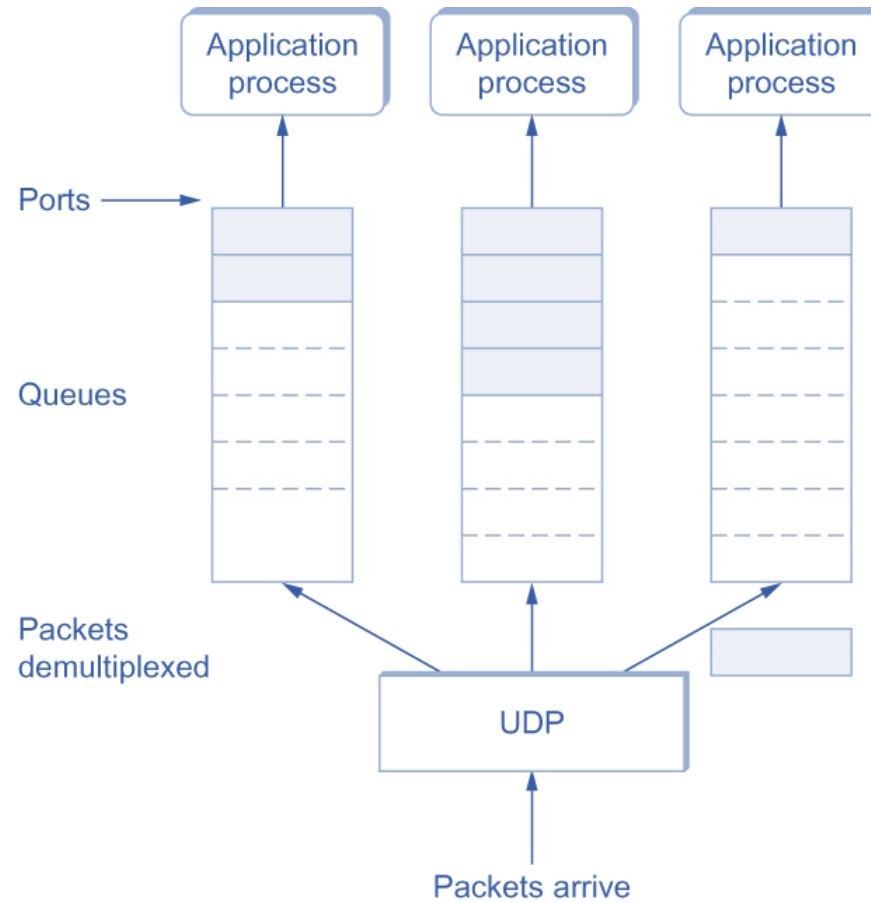 Application
process
Application
process
Application
process
Ports
Queues
Packets
demultiplexed
UDP
Packets arrive